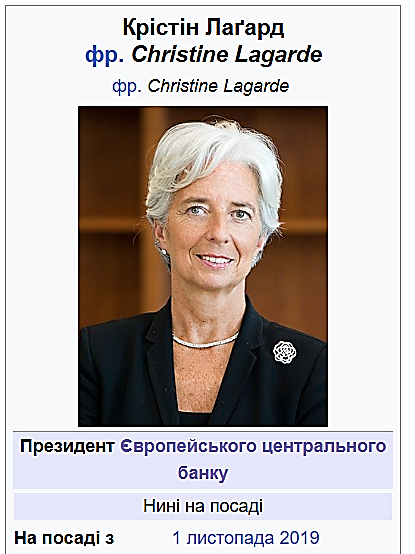 Крістін Лаґард
фр. Christine Lagarde
фр. Christine Lagarde
Президент Європейського центрального
банку
Нині на посаді
На посаді з 1 листопада 2019